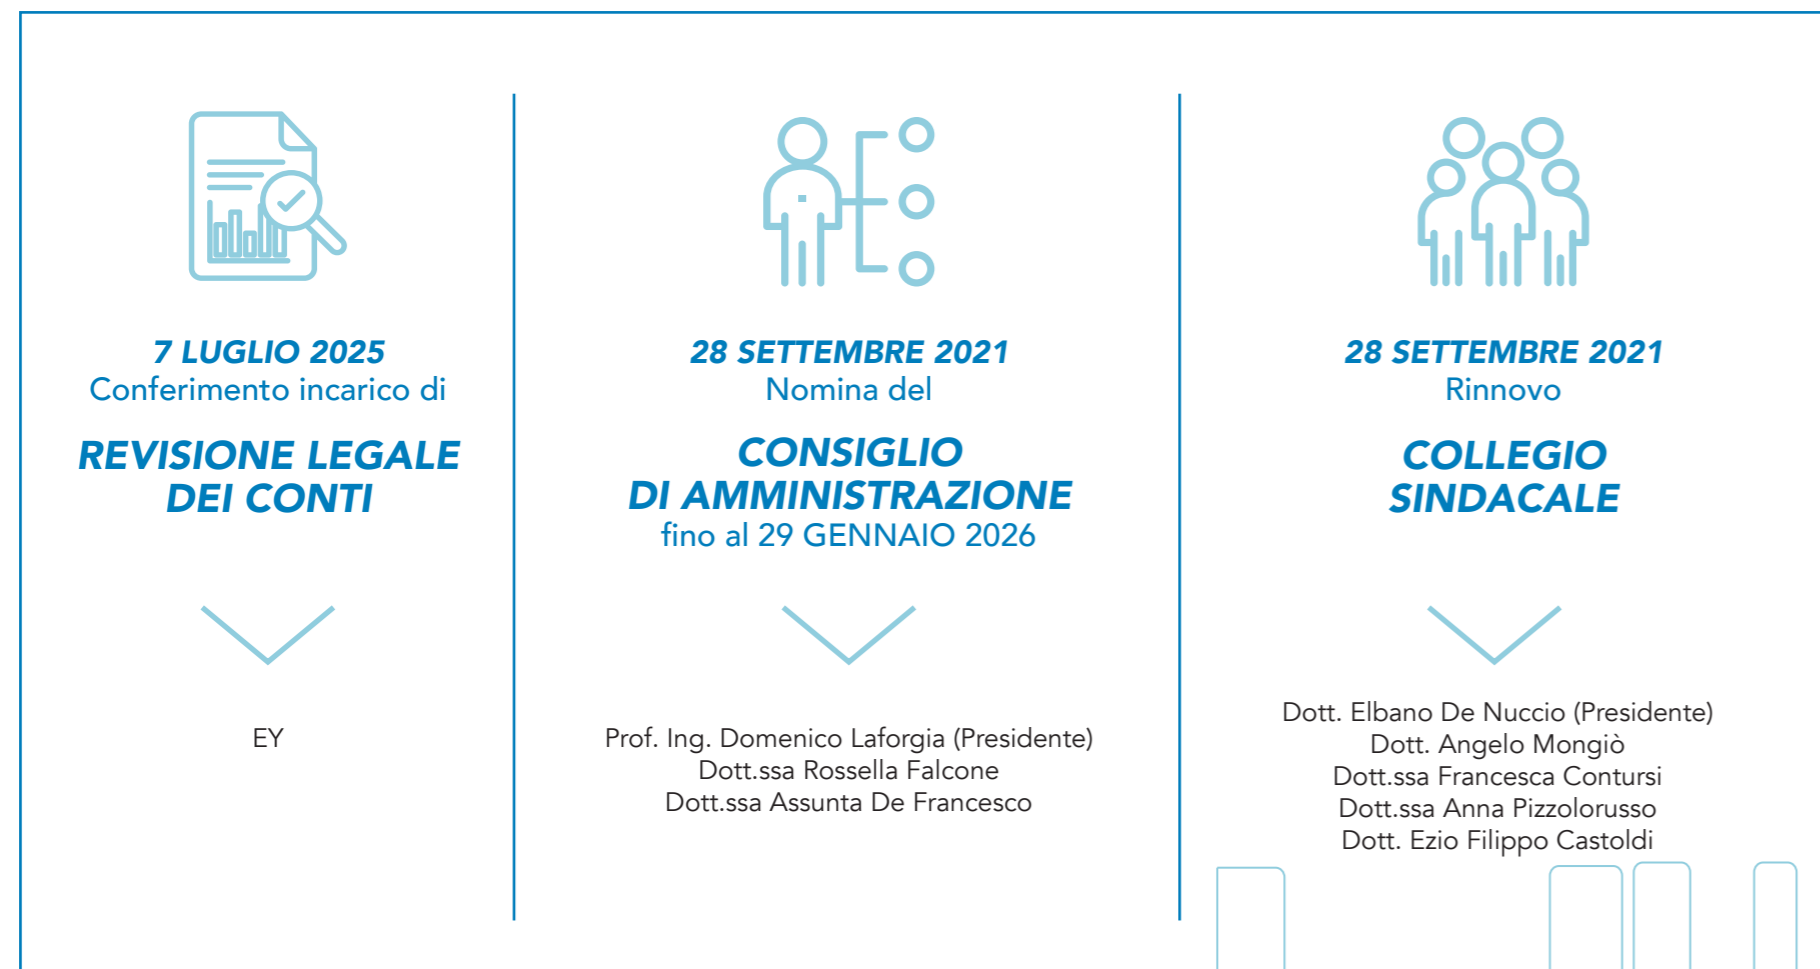 7 LUGLIO 2025
Conferimento incarico di
REVISIONE LEGALE
DEI CONTI
EY
28 SETTEMBRE 2021
Nomina del
CONSIGLIO
DI AMMINISTRAZIONE
fino al 29 GENNAIO 2026
Prof. Ing. Domenico Laforgia (Presidente)
Dott.ssa Rossella Falcone
Dott.ssa Assunta De Francesco
28 SETTEMBRE 2021
Rinnovo
COLLEGIO
SINDACALE
Dott. Elbano De Nuccio (Presidente)
Dott. Angelo Mongiò
Dott.ssa Francesca Contursi
Dott.ssa Anna Pizzolorusso
Dott. Ezio Filippo Castoldi